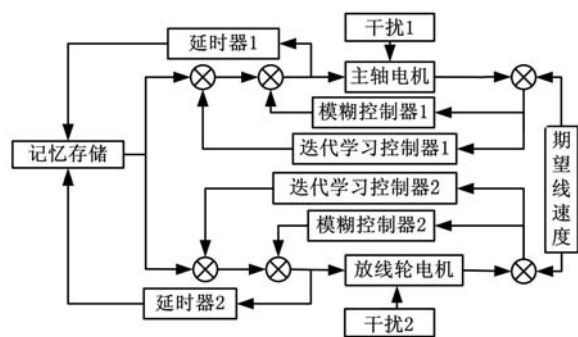 延时器1
干扰1
主轴电机
模糊控制器1
记忆存储
迭代学习控制器1
期望线速度
迭代学习控制器2
模糊控制器2
放线轮电机
延时器2
干扰2